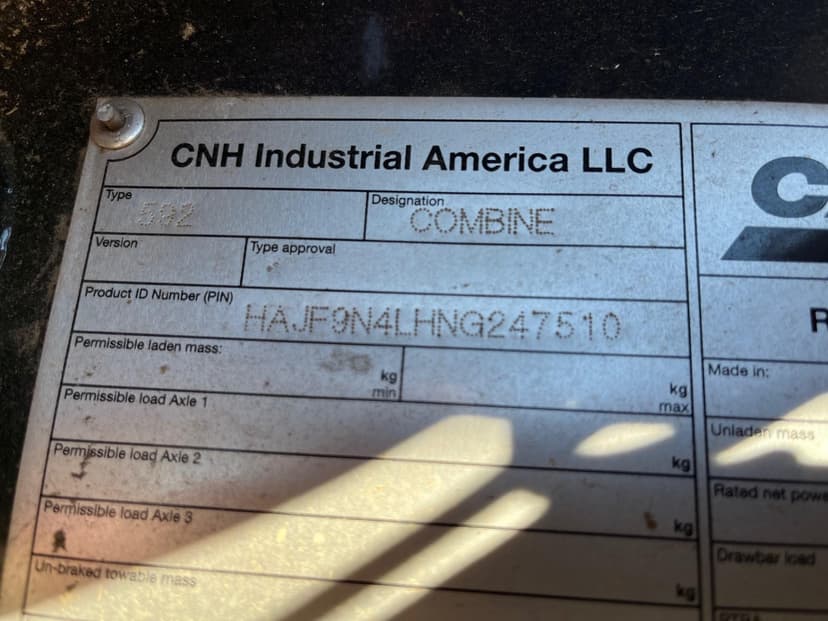 CNH Industrial America LLC
Type
592
Designation
COMBINE
Version
Type approval
Product ID Number (PIN)
HAJF9N4LHNG247510
Permissible laden mass:
kg
min
kg
max
Permissible load Axle 1
Permissible load Axle 2
kg
Permissible load Axle 3
kg
Un-braked towable mass
kg
Made in:
Unladen mass
Rated net powe
Drawbar load